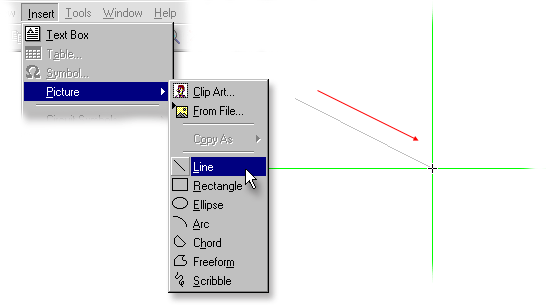 Insert Tools Window Help
Text Box
Table...
Symbol...
Picture
Clip Art...
From File...
Copy As
Line
Rectangle
Ellipse
Arc
Chord
Freeform
Scribble